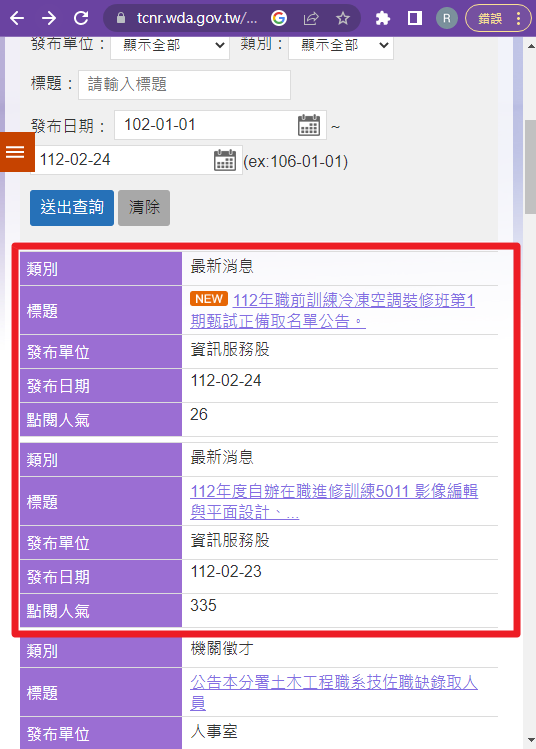 tcnr.wda.gov.tw/...
R
錯誤
發布單位： 顯示全部 類別： 顯示全部
標題： 請輸入標題
發布日期： 102-01-01 ~
112-02-24 (ex:106-01-01)
送出查詢 清除
類別 最新消息
標題 NEW 112年職前訓練冷凍空調裝修班第1
期甄試正備取名單公告。
發布單位 資訊服務股
發布日期 112-02-24
點閱人氣 26
類別 最新消息
標題 112年度自辦在職進修訓練5011 影像編輯
與平面設計、...
發布單位 資訊服務股
發布日期 112-02-23
點閱人氣 335
類別 機關徵才
標題 公告本分署土木工程職系技佐職缺錄取人
員
發布單位 人事室